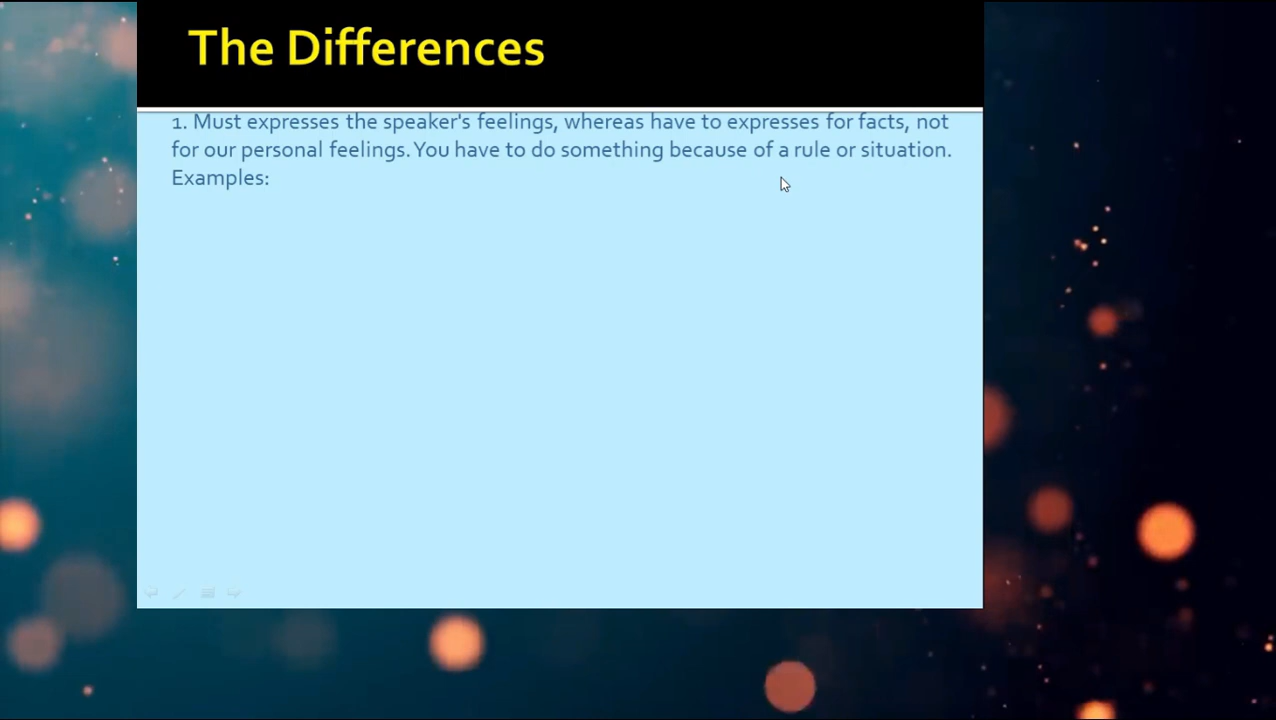 The Differences
1. Must expresses the speaker's feelings, whereas have to expresses for facts, not
for our personal feelings. You have to do something because of a rule or situation.
Examples: